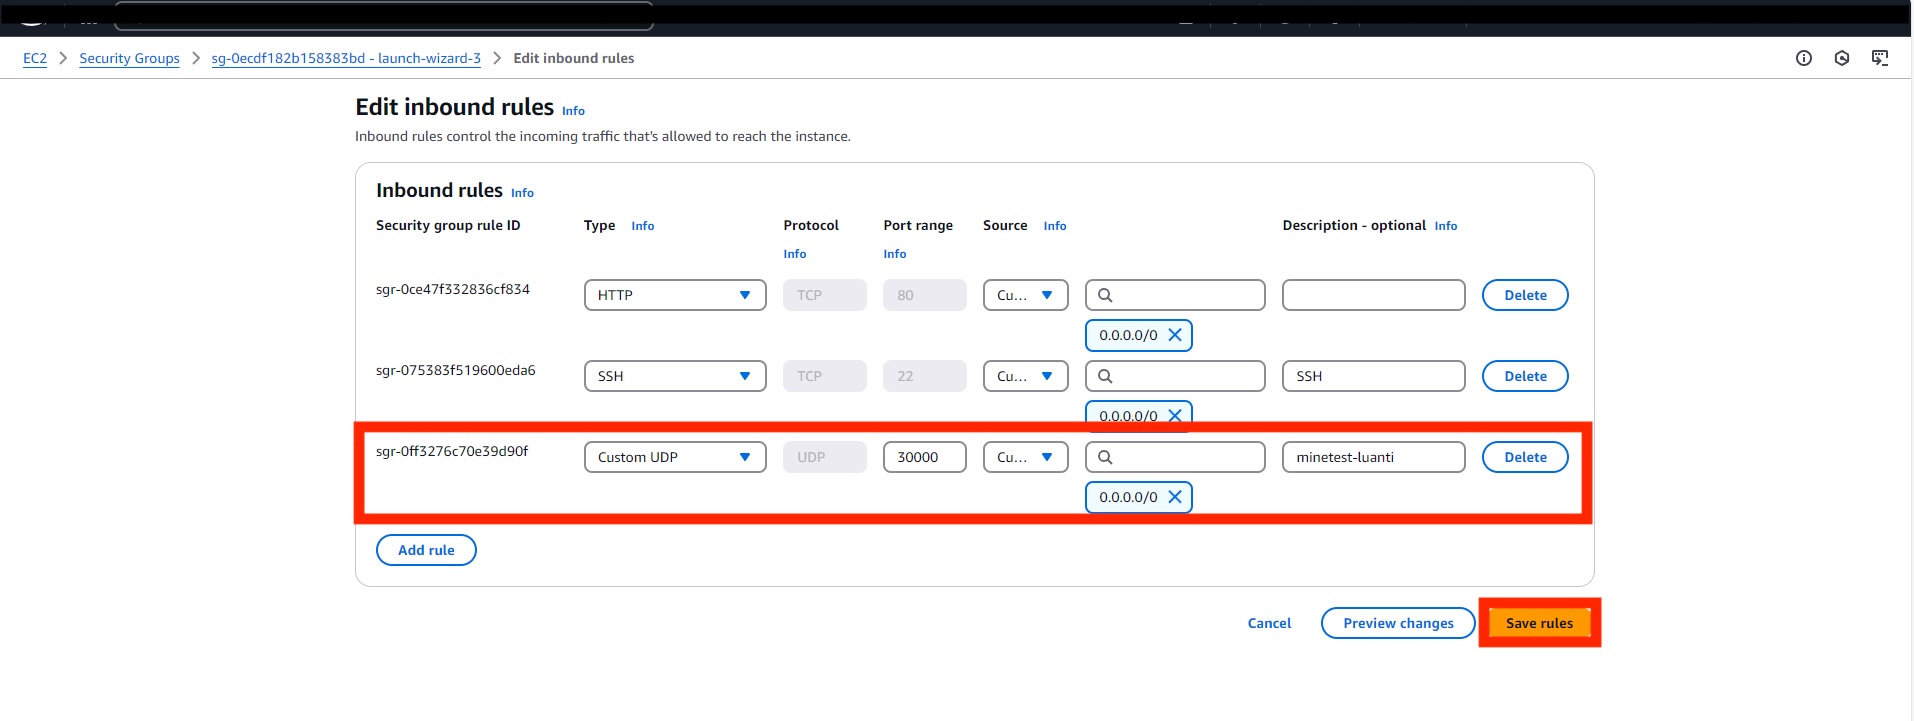 EC2 > Security Groups > sg-0ecdf182b158383bd - launch-wizard-3 > Edit inbound rules
Edit inbound rules Info
Inbound rules control the incoming traffic that's allowed to reach the instance.
Inbound rules Info
Security group rule ID Type Info Protocol Info Port range Info Source Info Description - optional Info
sgr-0ce47f332836cf834 HTTP TCP 80 Cu... Delete
0.0.0.0/0
sgr-075383f519600eda6 SSH TCP 22 Cu... SSH Delete
0.0.0.0/0
sgr-0ff3276c70e39d90f Custom UDP UDP 30000 Cu... minetest-luanti Delete
0.0.0.0/0
Add rule
Cancel Preview changes Save rules